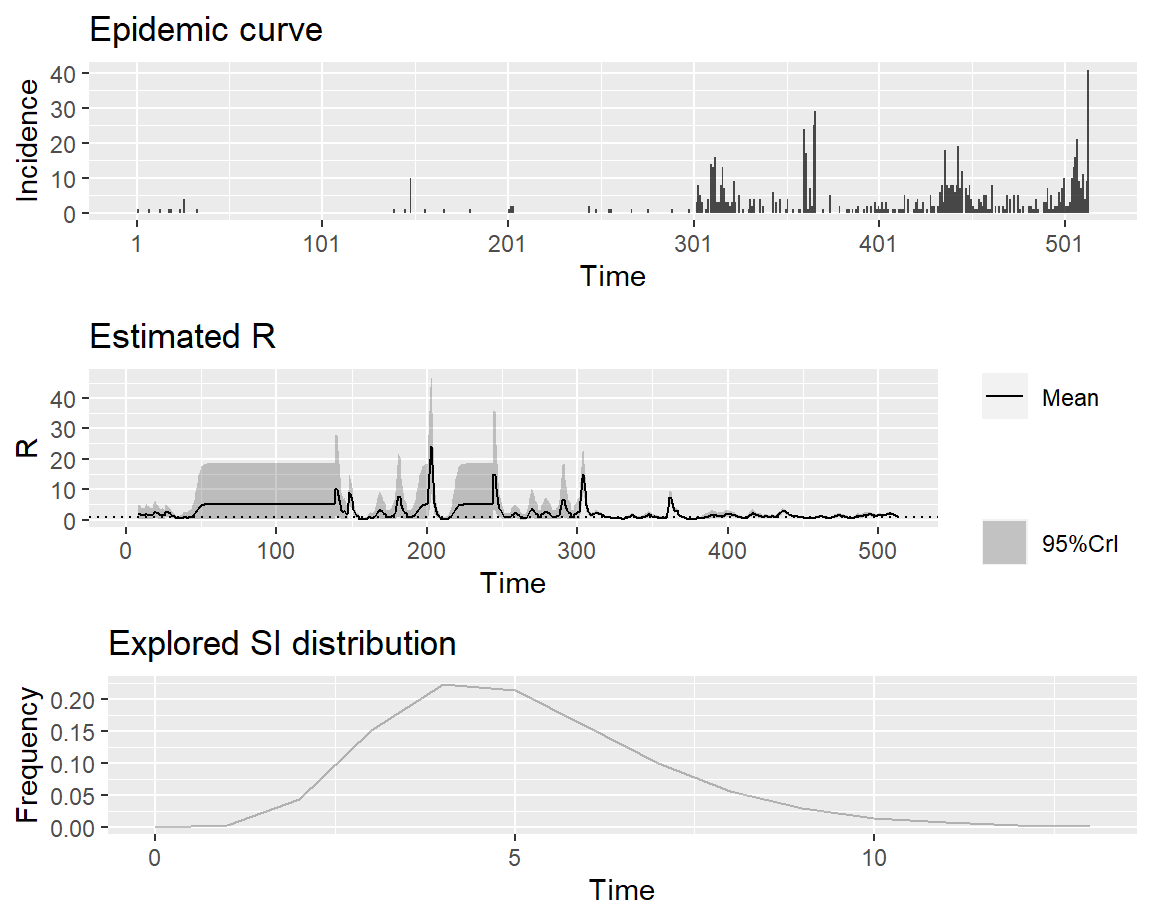 Epidemic curve
Incidence
40
30
20
10
0
1 101 201 301 401 501
Time
Estimated R
R
40
30
20
10
0
0 100 200 300 400 500
Time
Mean
95%CrI
Explored SI distribution
Frequency
0.20
0.15
0.10
0.05
0.00
0 5 10
Time